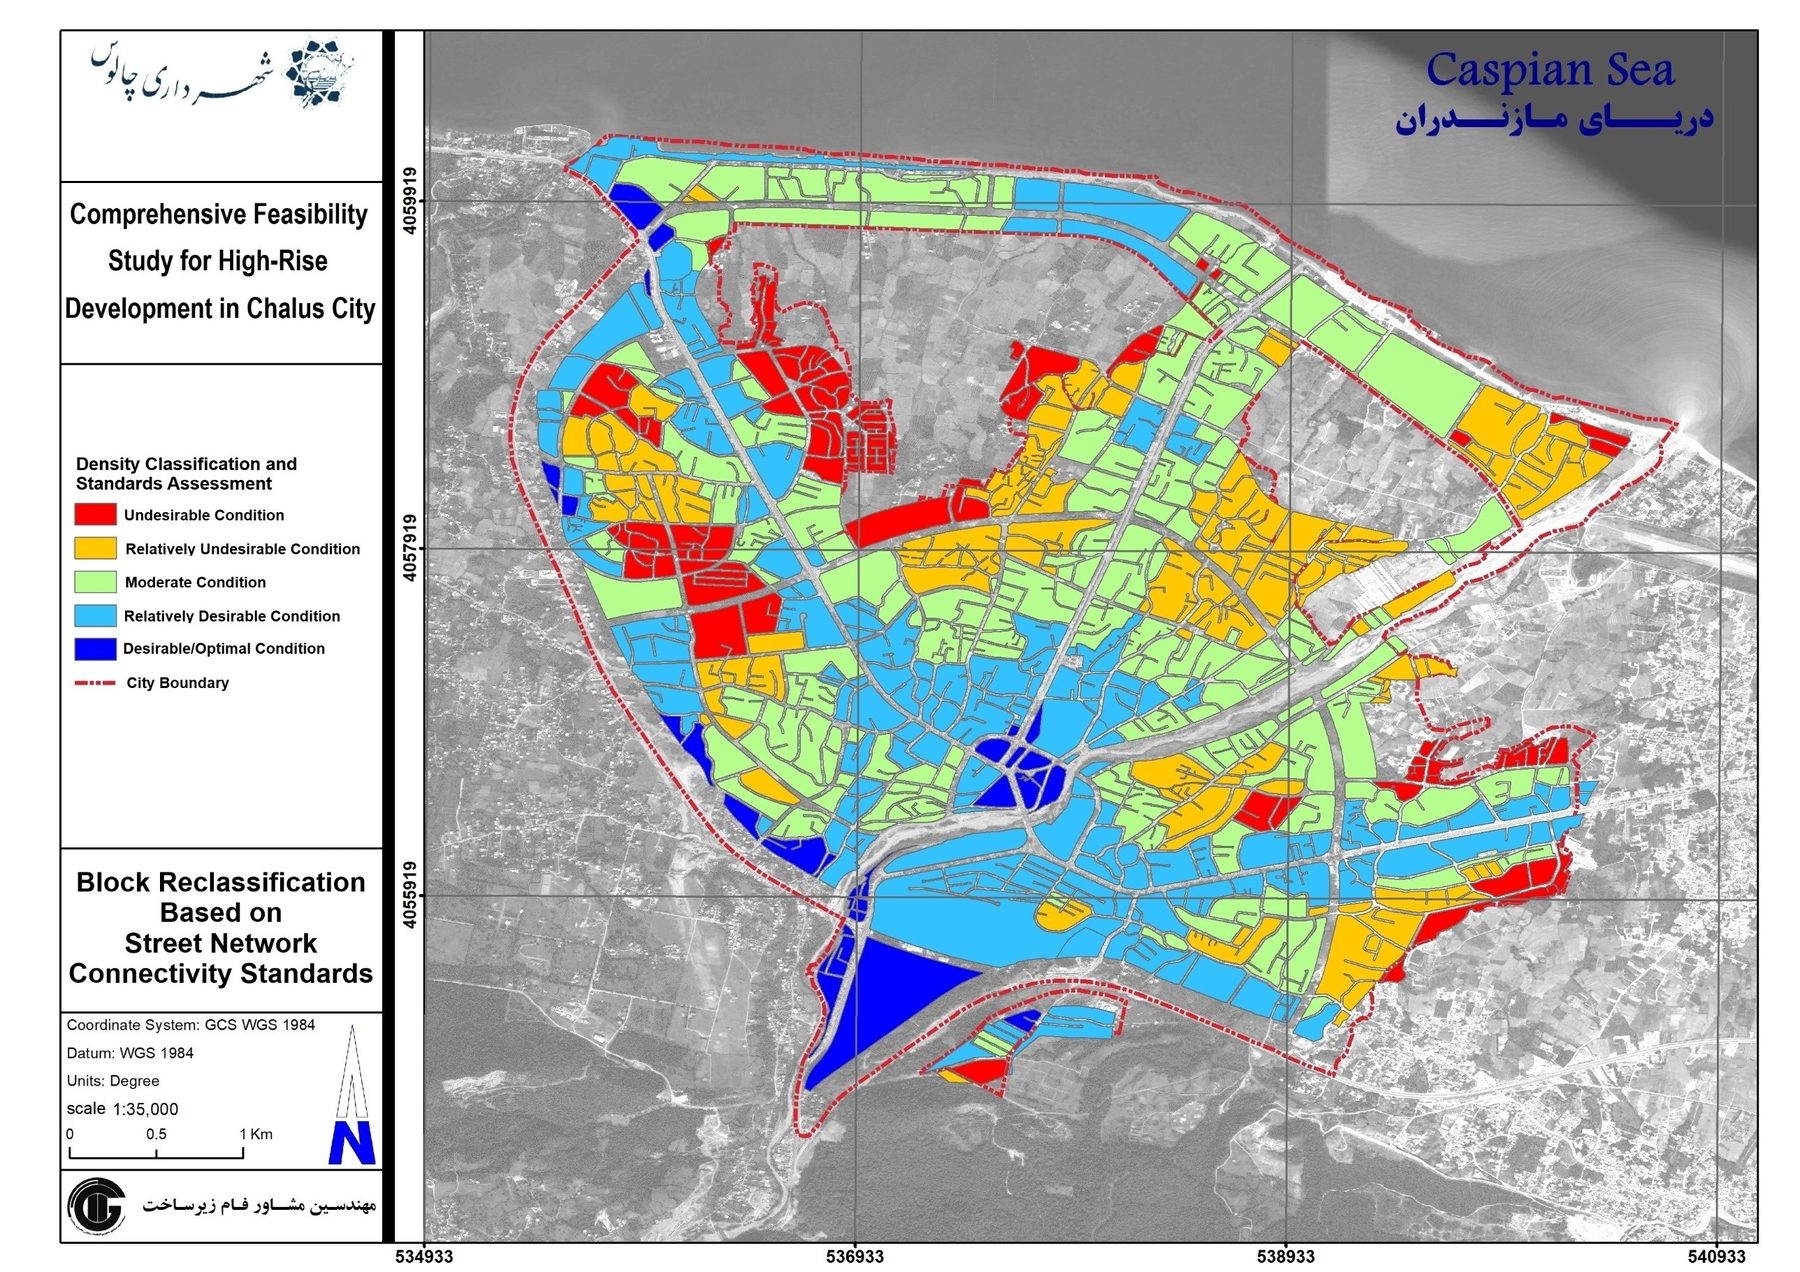 شهرداری چالوس
Comprehensive Feasibility
Study for High-Rise
Development in Chalus City
Density Classification and
Standards Assessment
Undesirable Condition
Relatively Undesirable Condition
Moderate Condition
Relatively Desirable Condition
Desirable/Optimal Condition
City Boundary
Block Reclassification
Based on
Street Network
Connectivity Standards
Coordinate System: GCS WGS 1984
Datum: WGS 1984
Units: Degree
scale 1:35,000
0 0.5 1 Km
N
مهندسین مشاور فام زیرساخت
Caspian Sea
دریای مازندران
4059919
4057919
4055919
534933 536933 538933 540933